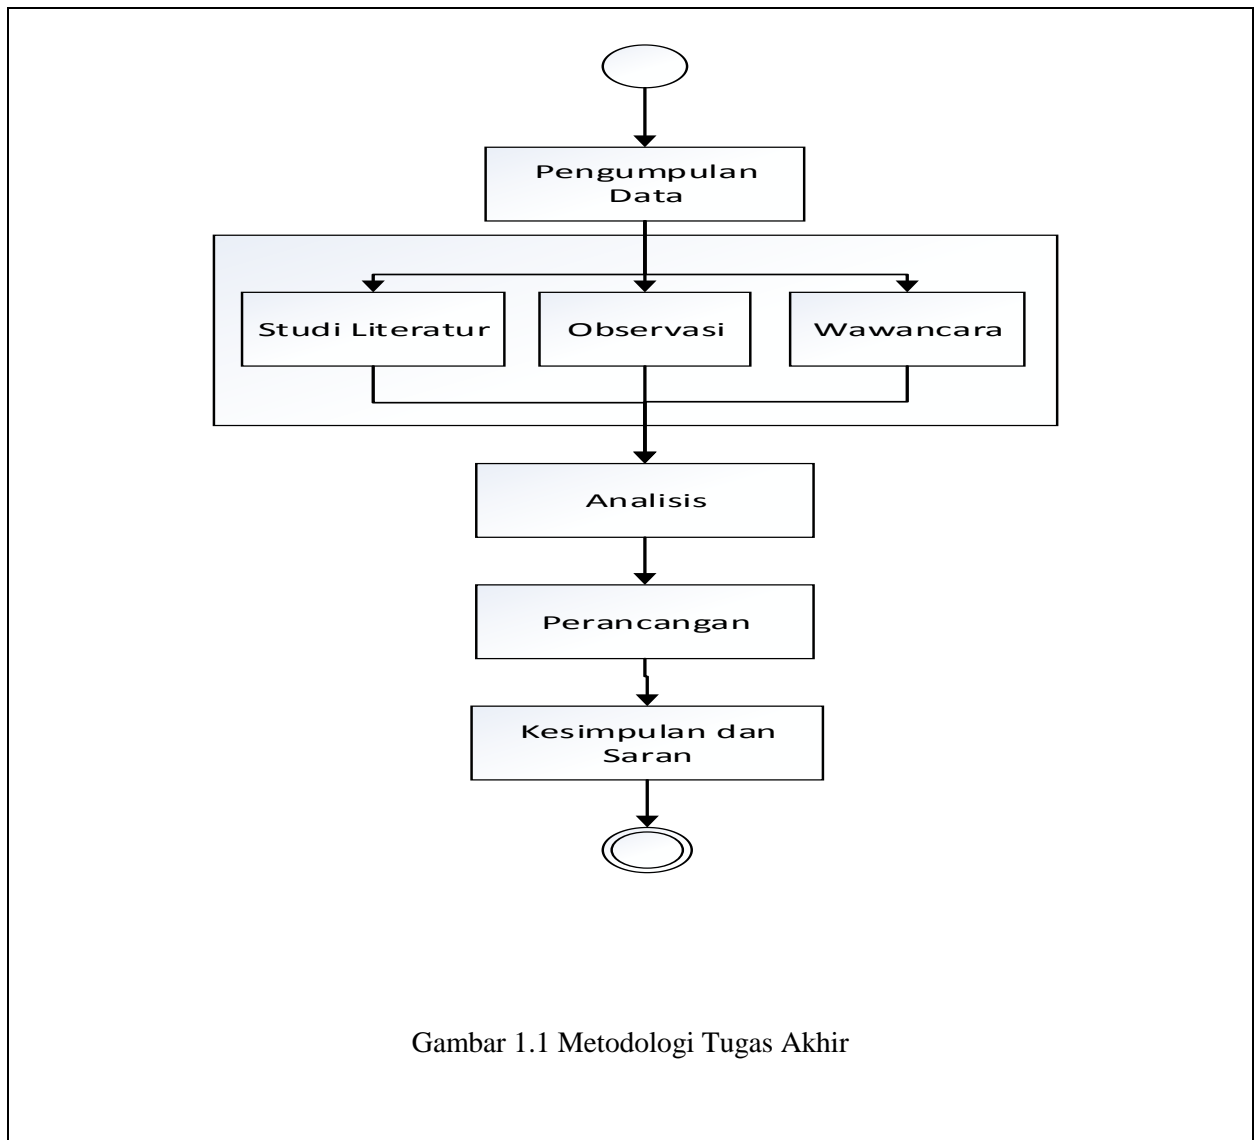 Pengumpulan
Data
Studi Literatur
Observasi
Wawancara
Analisis
Perancangan
Kesimpulan dan
Saran
Gambar 1.1 Metodologi Tugas Akhir